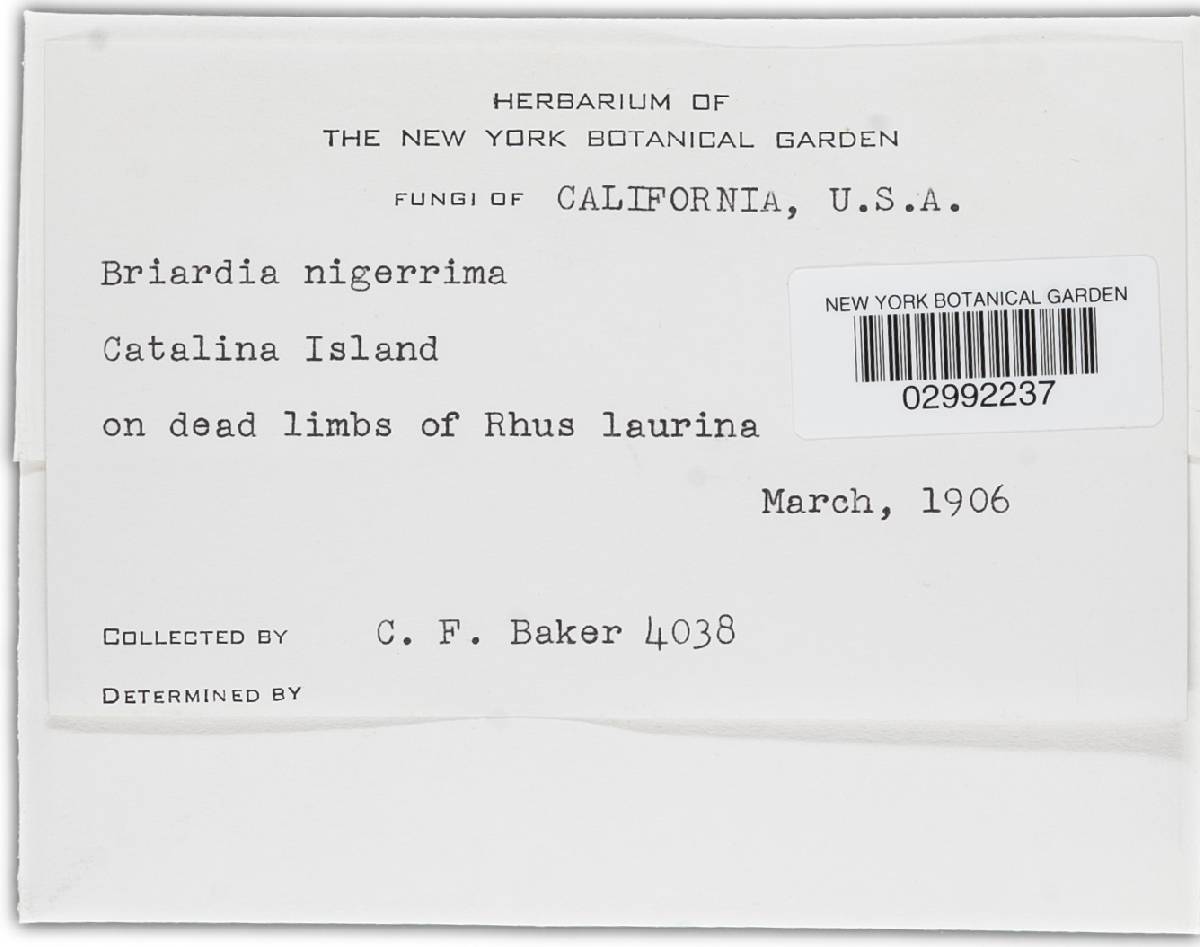 HERBARIUM OF
THE NEW YORK BOTANICAL GARDEN
FUNGI OF CALIFORNIA, U.S.A.
Briardia nigerrima
Catalina Island
on dead limbs of Rhus laurina
March, 1906
COLLECTED BY C. F. Baker 4038
DETERMINED BY
NEW YORK BOTANICAL GARDEN
02992237